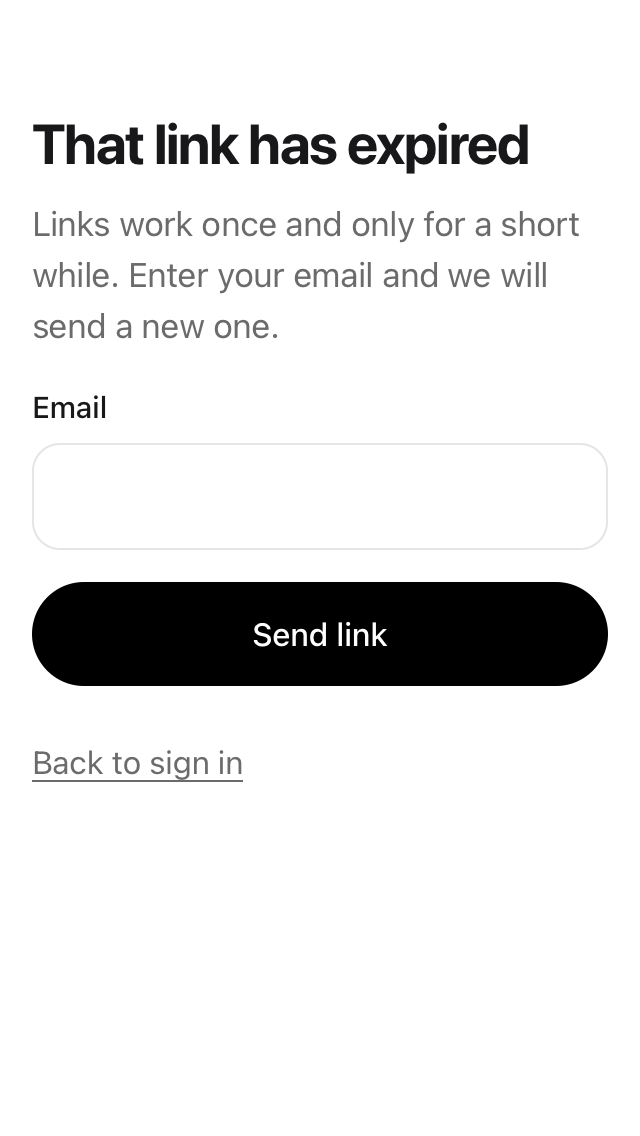 That link has expired
Links work once and only for a short
while. Enter your email and we will
send a new one.
Email
Send link
Back to sign in